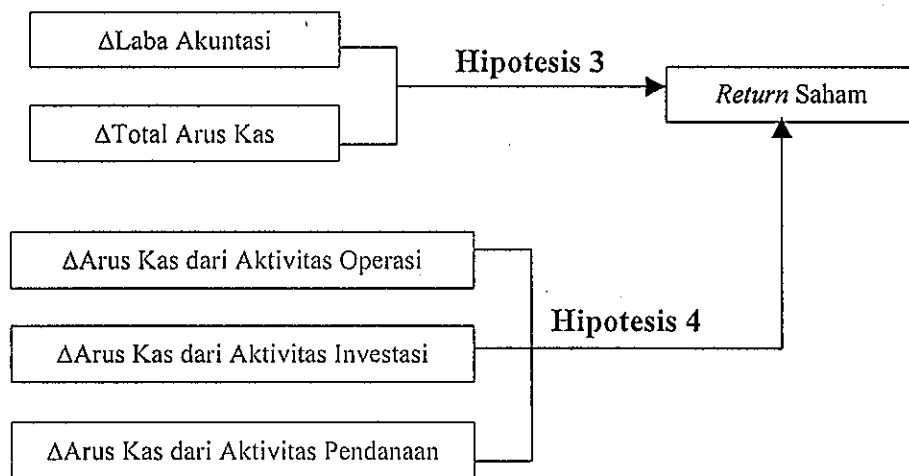 ΔLaba Akuntasi
Hipotesis 3
Return Saham
ΔTotal Arus Kas
ΔArus Kas dari Aktivitas Operasi
Hipotesis 4
ΔArus Kas dari Aktivitas Investasi
ΔArus Kas dari Aktivitas Pendanaan